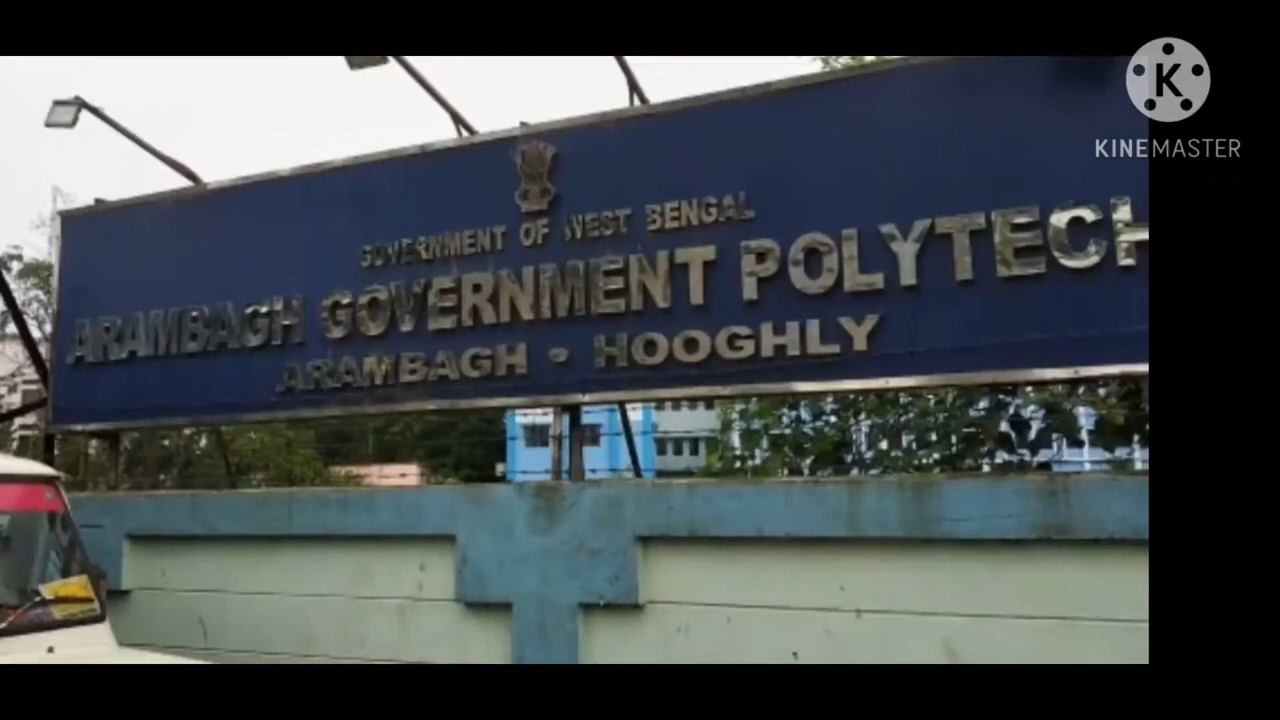 GOVERNMENT OF WEST BENGAL
ARAMBAGH GOVERNMENT POLYTECH
ARAMBAGH - HOOGHLY
K
KINEMASTER